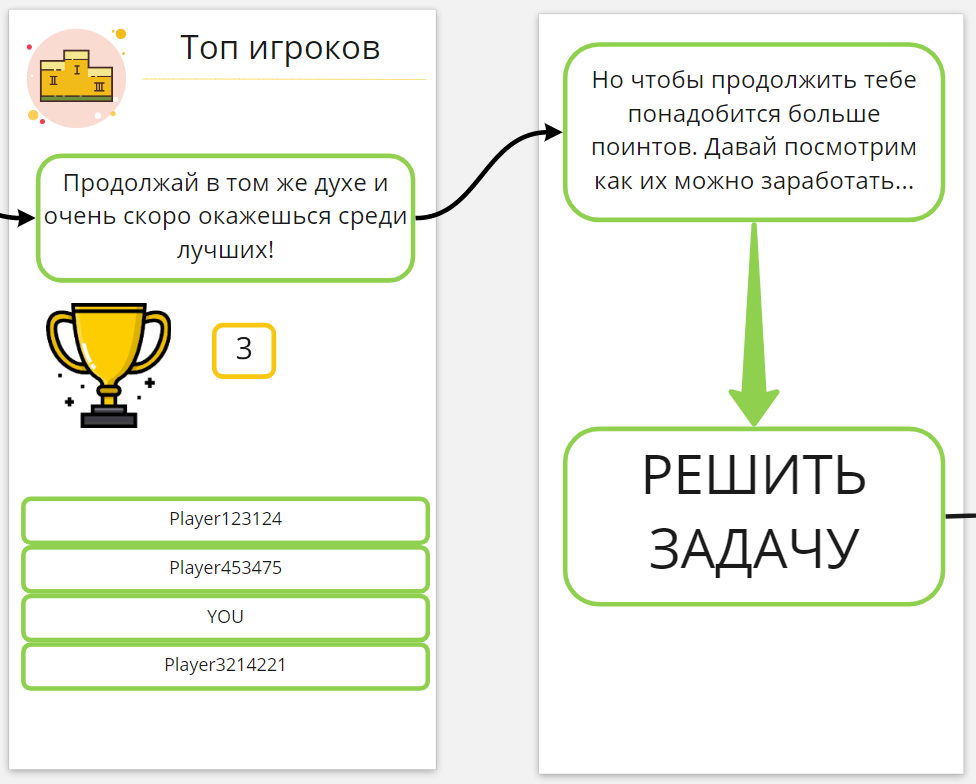 Топ игроков
I
II
III
Продолжай в том же духе и
очень скоро окажешься среди
лучших!
3
Player123124
Player453475
YOU
Player3214221
Но чтобы продолжить тебе
понадобится больше
поинтов. Давай посмотрим
как их можно заработать...
РЕШИТЬ
ЗАДАЧУ